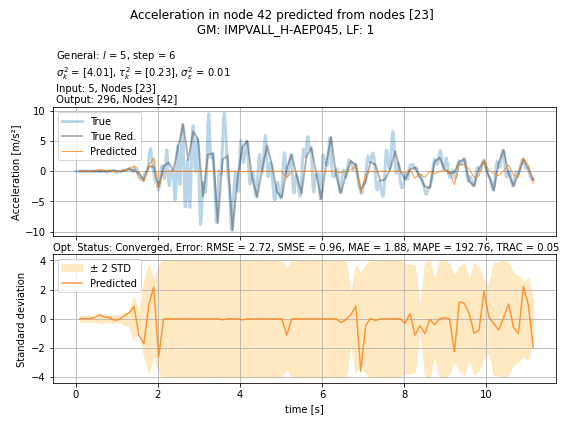 Acceleration in node 42 predicted from nodes [23]
GM: IMPVALL_H-AEP045, LF: 1
General: l = 5, step = 6
σ²ₖ = [4.01], τ²ₖ = [0.23], σ²ε = 0.01
Input: 5, Nodes [23]
Output: 296, Nodes [42]
10
5
0
−5
−10
Acceleration [m/s²]
True
True Red.
Predicted
Opt. Status: Converged, Error: RMSE = 2.72, SMSE = 0.96, MAE = 1.88, MAPE = 192.76, TRAC = 0.05
4
2
0
−2
−4
Standard deviation
± 2 STD
Predicted
0 2 4 6 8 10
time [s]